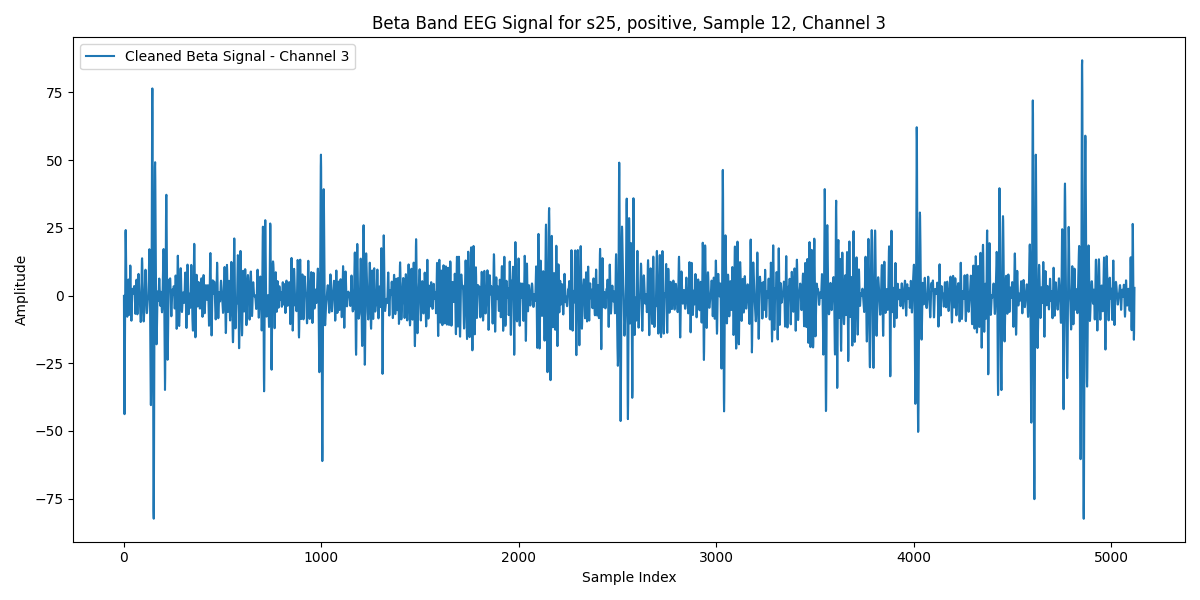 Beta Band EEG Signal for s25, positive, Sample 12, Channel 3
Cleaned Beta Signal - Channel 3
75
50
25
0
−25
−50
−75
Amplitude
0 1000 2000 3000 4000 5000
Sample Index